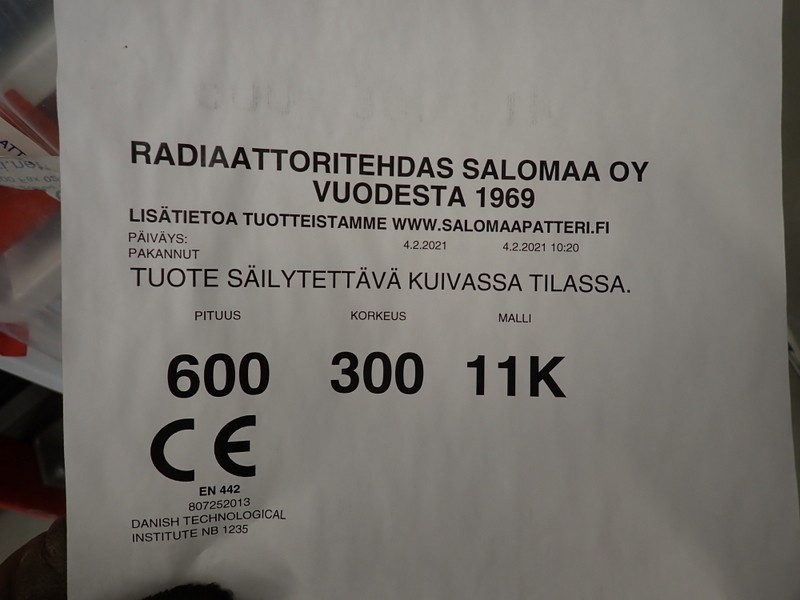 RADIAATTORITEHDAS SALOMAA OY
VUODESTA 1969
LISÄTIETOA TUOTTEISTAMME WWW.SALOMAAPATTERI.FI
PÄIVÄYS: 4.2.2021 4.2.2021 10:20
PAKANNUT
TUOTE SÄILYTETTÄVÄ KUIVASSA TILASSA.
PITUUS KORKEUS MALLI
600 300 11K
CE
EN 442
807252013
DANISH TECHNOLOGICAL
INSTITUTE NB 1235